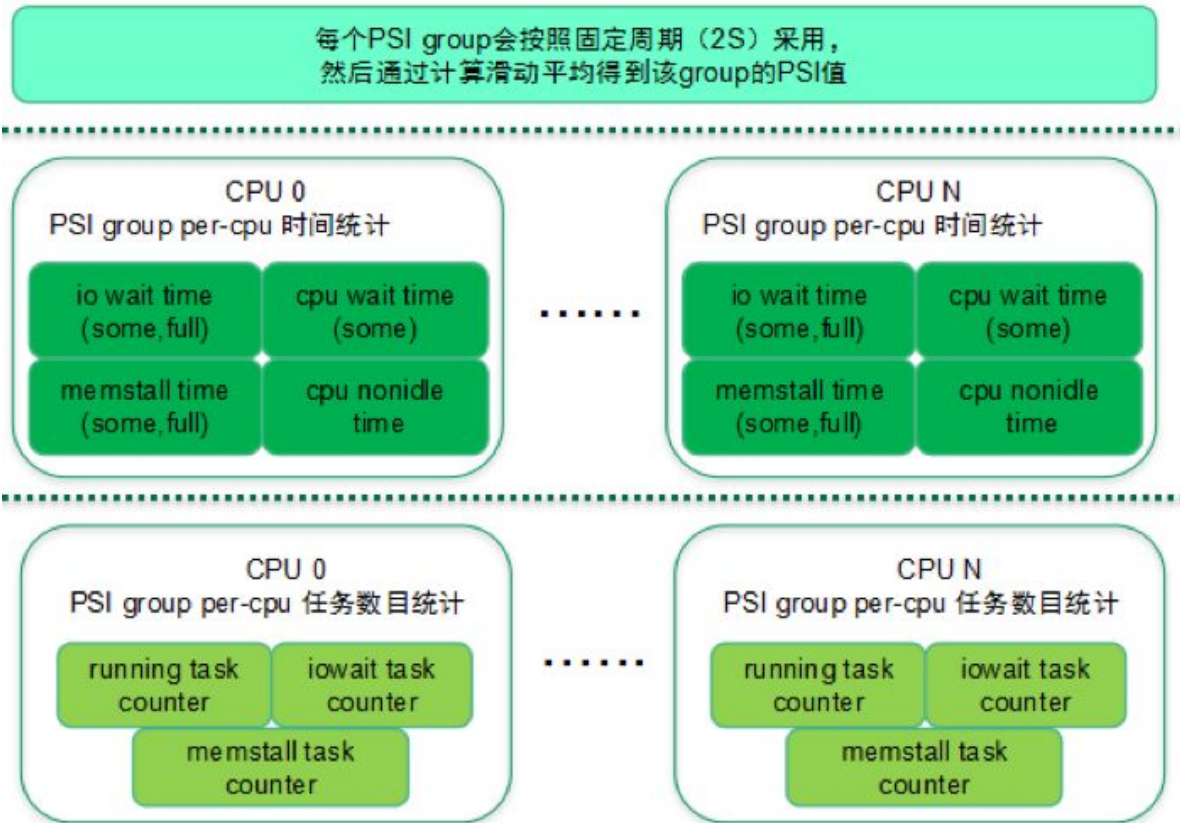 每个PSI group会按照固定周期（2S）采用，
然后通过计算滑动平均得到该group的PSI值
CPU 0
PSI group per-cpu 时间统计
io wait time
(some,full)
cpu wait time
(some)
memstall time
(some,full)
cpu nonidle
time
......
CPU N
PSI group per-cpu 时间统计
io wait time
(some,full)
cpu wait time
(some)
memstall time
(some,full)
cpu nonidle
time
CPU 0
PSI group per-cpu 任务数目统计
running task
counter
iowait task
counter
memstall task
counter
......
CPU N
PSI group per-cpu 任务数目统计
running task
counter
iowait task
counter
memstall task
counter